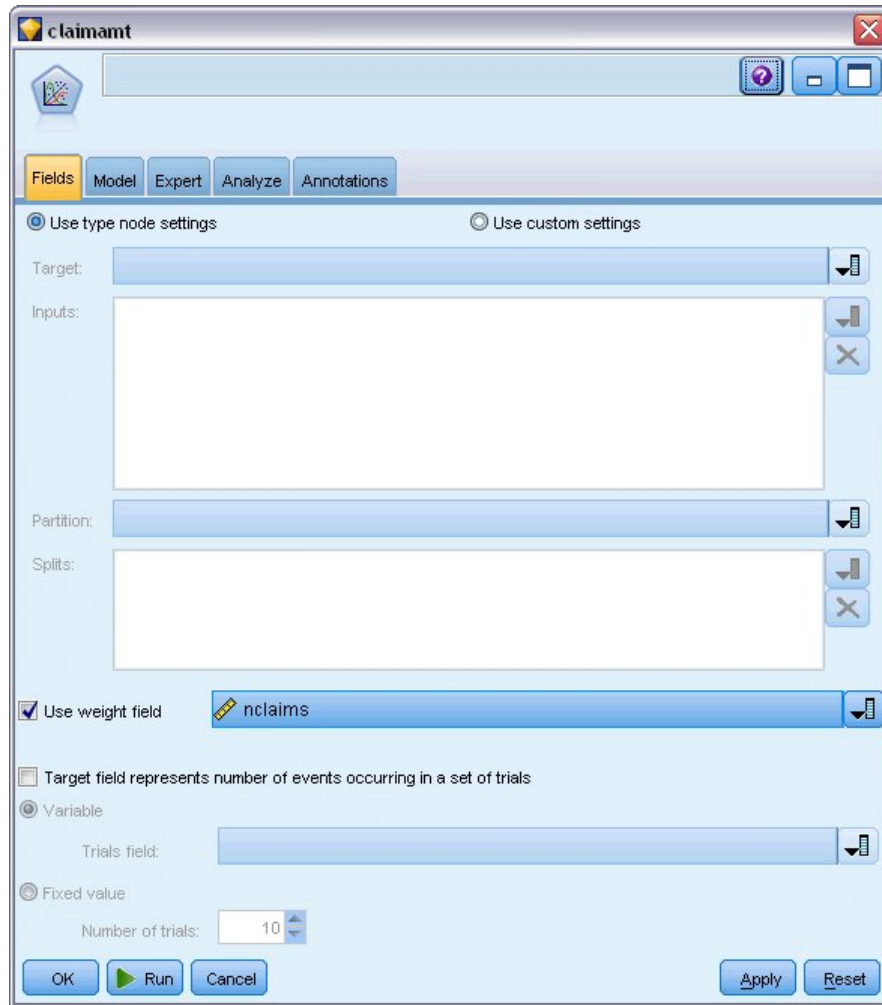 claimamt
Fields Model Expert Analyze Annotations
Use type node settings Use custom settings
Target:
Inputs:
Partition:
Splits:
Use weight field nclaims
Target field represents number of events occurring in a set of trials
Variable
Trials field:
Fixed value
Number of trials: 10
OK Run Cancel Apply Reset